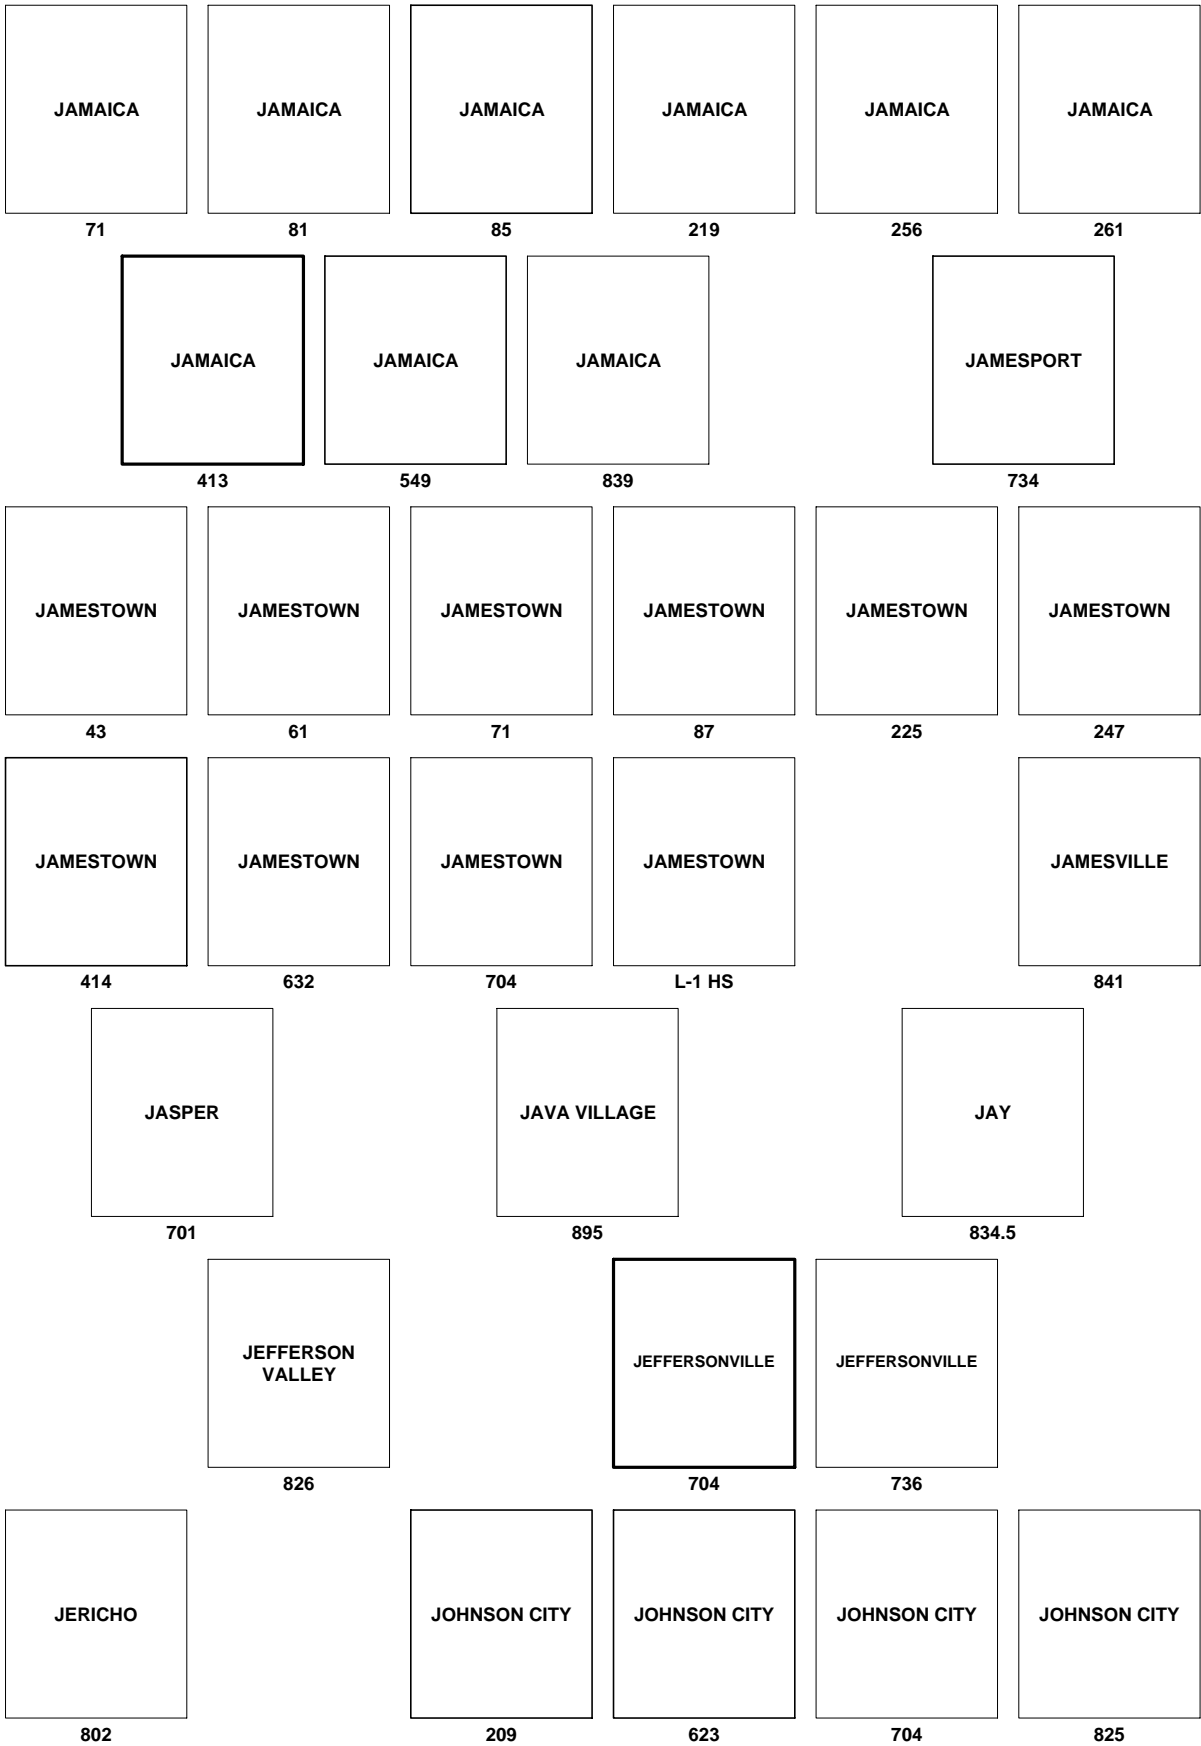 JAMAICA JAMAICA JAMAICA JAMAICA JAMAICA JAMAICA
71 81 85 219 256 261
JAMAICA JAMAICA JAMAICA JAMESPORT
413 549 839 734
JAMESTOWN JAMESTOWN JAMESTOWN JAMESTOWN JAMESTOWN JAMESTOWN
43 61 71 87 225 247
JAMESTOWN JAMESTOWN JAMESTOWN JAMESTOWN JAMESVILLE
414 632 704 L-1 HS 841
JASPER JAVA VILLAGE JAY
701 895 834.5
JEFFERSON
VALLEY
JEFFERSONVILLE JEFFERSONVILLE
826 704 736
JERICHO JOHNSON CITY JOHNSON CITY JOHNSON CITY JOHNSON CITY
802 209 623 704 825